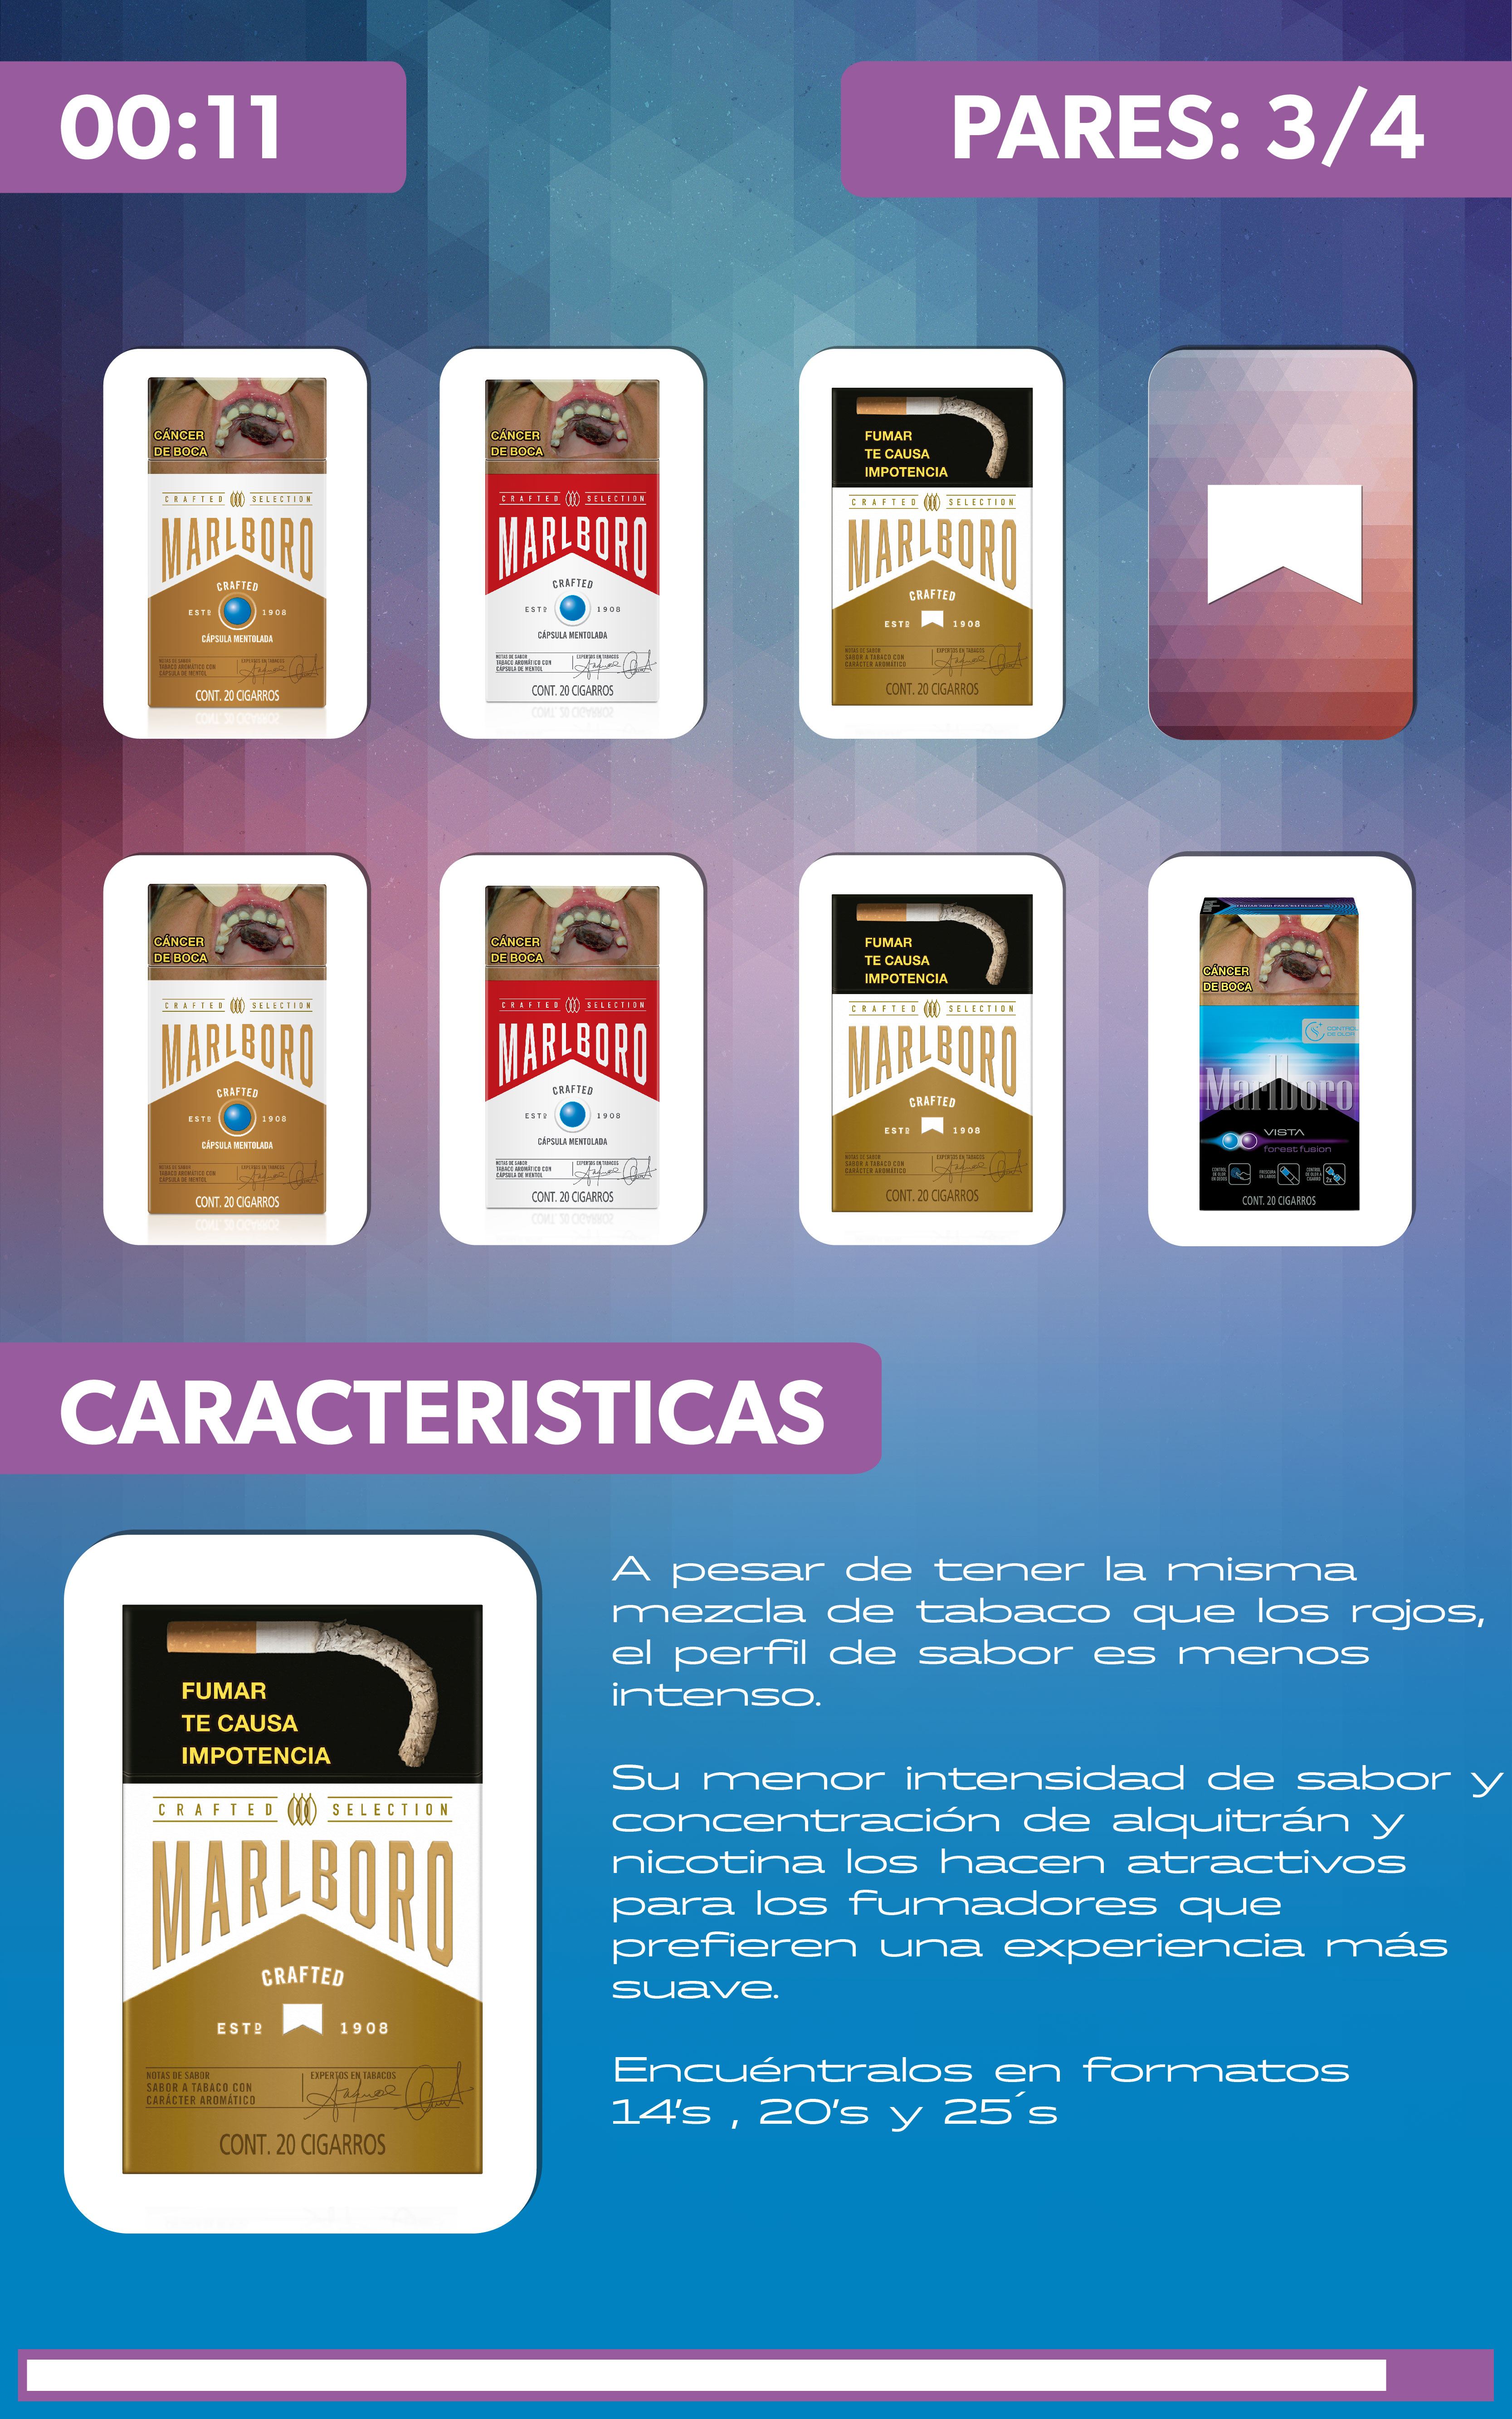 00:11
PARES: 3/4
CÁNCER
DE BOCA
CRAFTED SELECTION
MARLBORO
CRAFTED
ESTD 1908
CÁPSULA MENTOLADA
NOTAS DE SABOR
TABACO AROMÁTICO CON
CÁPSULA DE MENTOL
EXPERTOS EN TABACOS
CONT. 20 CIGARROS
CÁNCER
DE BOCA
CRAFTED SELECTION
MARLBORO
CRAFTED
ESTD 1908
CÁPSULA MENTOLADA
NOTAS DE SABOR
TABACO AROMÁTICO CON
CÁPSULA DE MENTOL
EXPERTOS EN TABACOS
CONT. 20 CIGARROS
FUMAR
TE CAUSA
IMPOTENCIA
CRAFTED SELECTION
MARLBORO
CRAFTED
ESTD 1908
NOTAS DE SABOR
SABOR A TABACO CON
CARÁCTER AROMÁTICO
EXPERTOS EN TABACOS
CONT. 20 CIGARROS
CÁNCER
DE BOCA
CRAFTED SELECTION
MARLBORO
CRAFTED
ESTD 1908
CÁPSULA MENTOLADA
NOTAS DE SABOR
TABACO AROMÁTICO CON
CÁPSULA DE MENTOL
EXPERTOS EN TABACOS
CONT. 20 CIGARROS
CÁNCER
DE BOCA
CRAFTED SELECTION
MARLBORO
CRAFTED
ESTD 1908
CÁPSULA MENTOLADA
NOTAS DE SABOR
TABACO AROMÁTICO CON
CÁPSULA DE MENTOL
EXPERTOS EN TABACOS
CONT. 20 CIGARROS
FUMAR
TE CAUSA
IMPOTENCIA
CRAFTED SELECTION
MARLBORO
CRAFTED
ESTD 1908
NOTAS DE SABOR
SABOR A TABACO CON
CARÁCTER AROMÁTICO
EXPERTOS EN TABACOS
CONT. 20 CIGARROS
CÁNCER
DE BOCA
CONTROL
DE OLOR
Marlboro
VISTA
forest fusion
CONT. 20 CIGARROS
CARACTERISTICAS
FUMAR
TE CAUSA
IMPOTENCIA
CRAFTED SELECTION
MARLBORO
CRAFTED
ESTD 1908
NOTAS DE SABOR
SABOR A TABACO CON
CARÁCTER AROMÁTICO
EXPERTOS EN TABACOS
CONT. 20 CIGARROS
A pesar de tener la misma
mezcla de tabaco que los rojos,
el perfil de sabor es menos
intenso.
Su menor intensidad de sabor y
concentración de alquitrán y
nicotina los hacen atractivos
para los fumadores que
prefieren una experiencia más
suave.
Encuéntralos en formatos
14's , 20's y 25´s